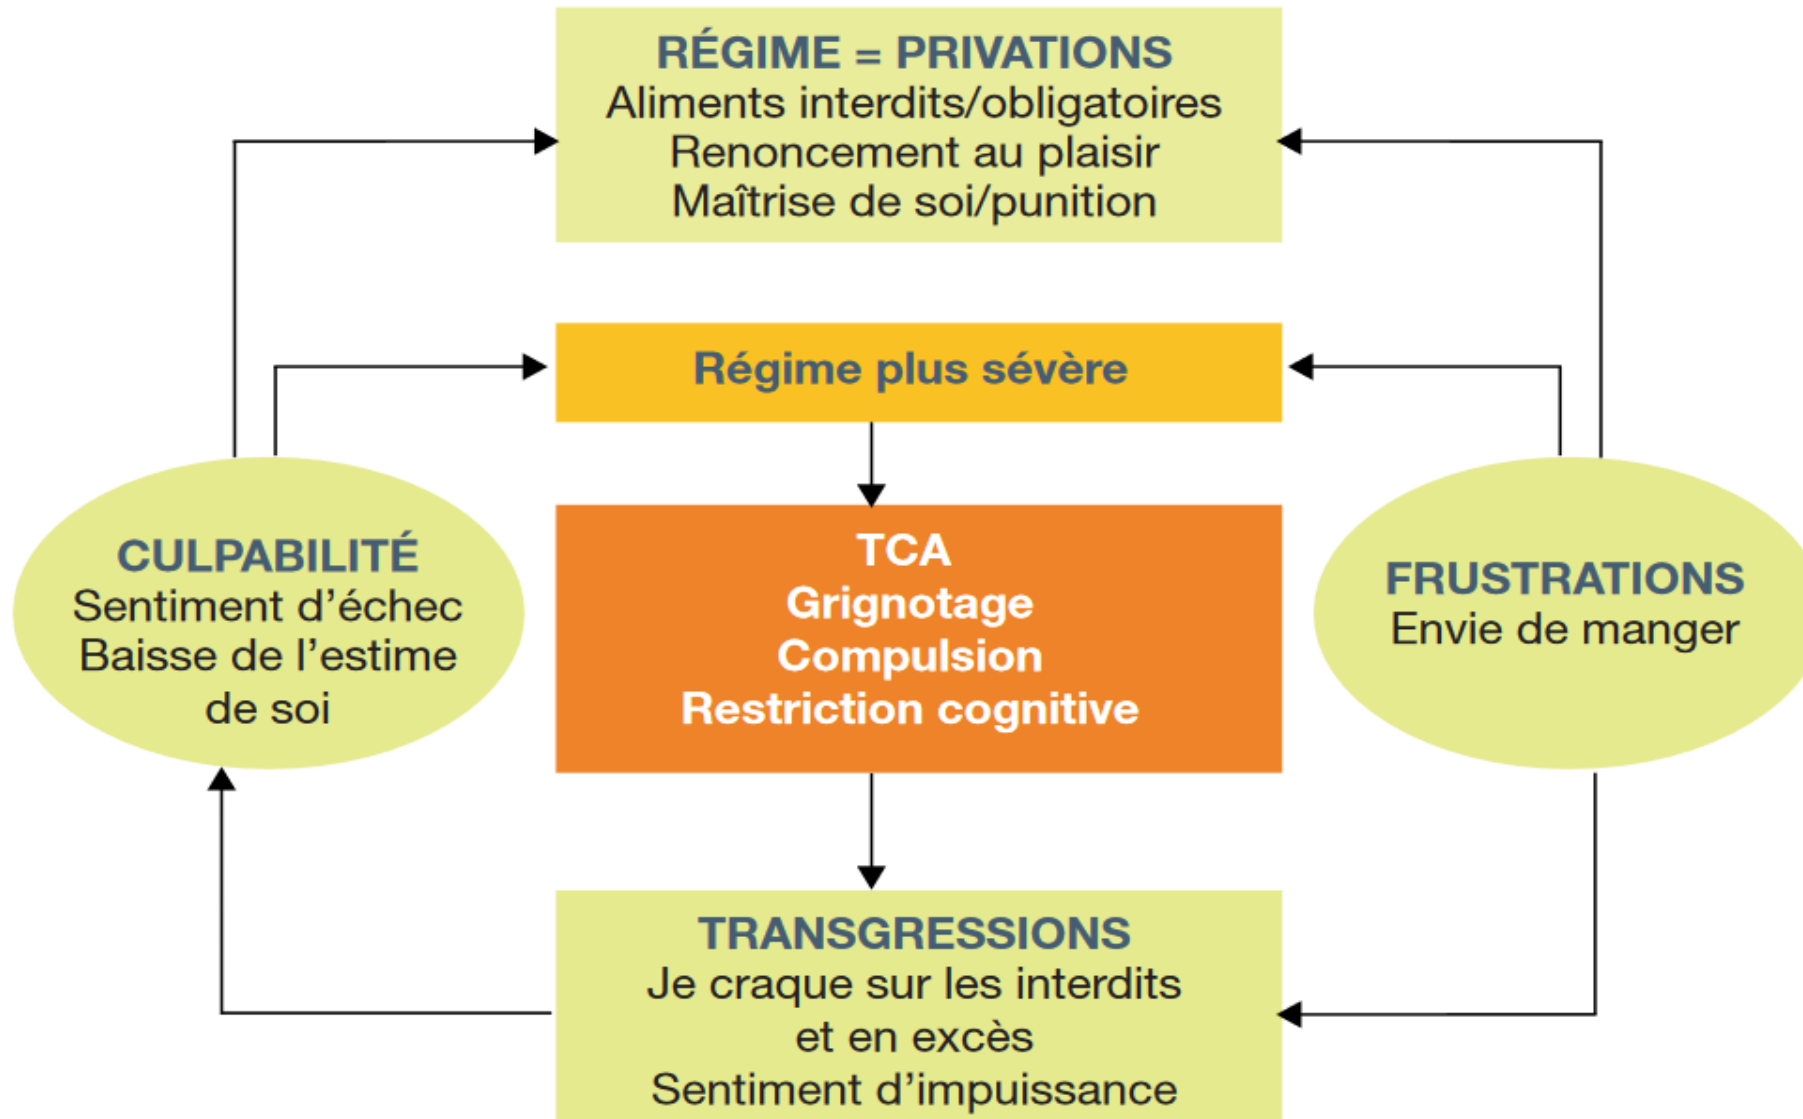 RÉGIME = PRIVATIONS
Aliments interdits/obligatoires
Renoncement au plaisir
Maîtrise de soi/punition
Régime plus sévère
CULPABILITÉ
Sentiment d’échec
Baisse de l’estime
de soi
TCA
Grignotage
Compulsion
Restriction cognitive
FRUSTRATIONS
Envie de manger
TRANSGRESSIONS
Je craque sur les interdits
et en excès
Sentiment d’impuissance